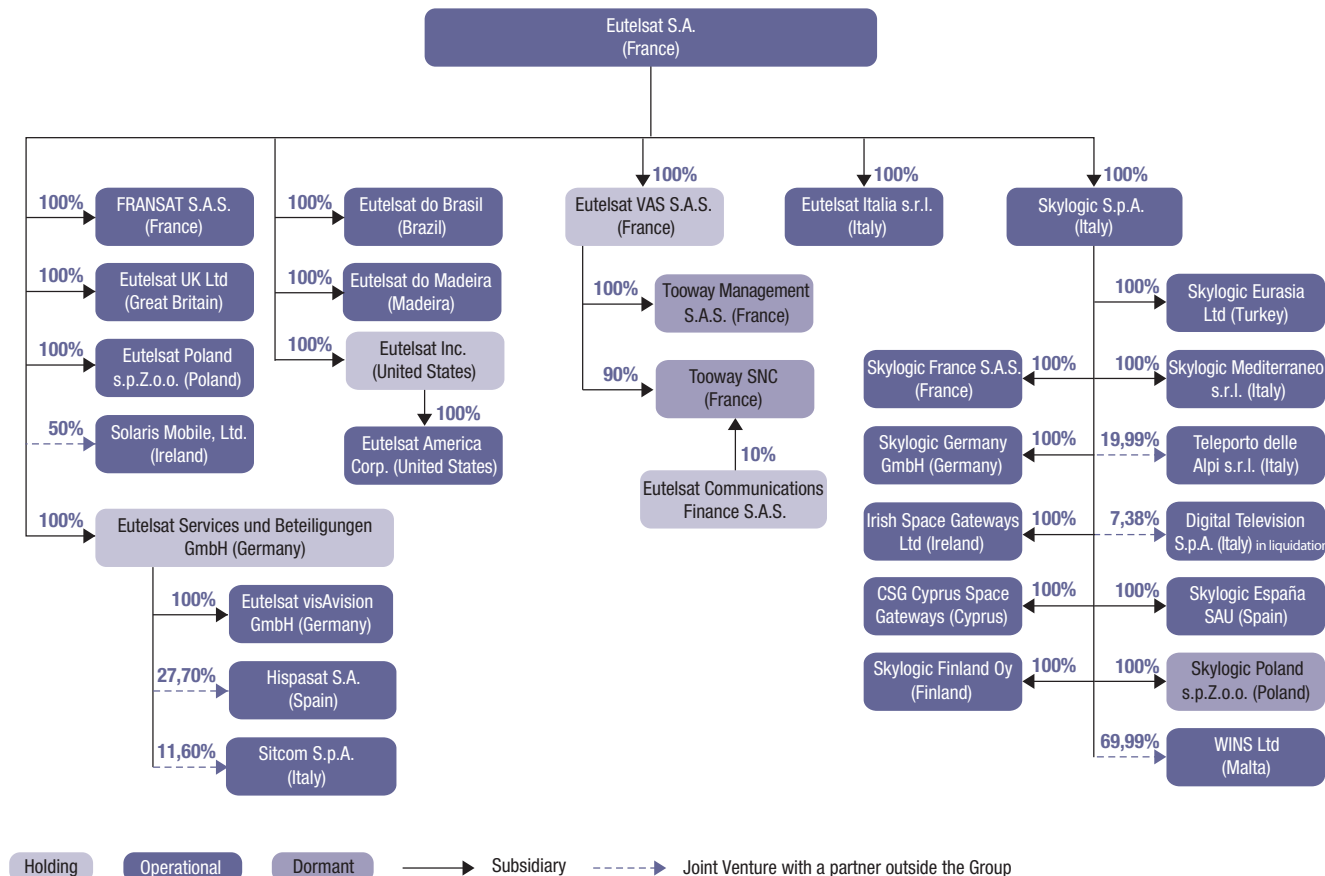 Eutelsat S.A.
(France)
100%
FRANSAT S.A.S.
(France)
100%
Eutelsat UK Ltd
(Great Britain)
100%
Eutelsat Poland
s.p.Z.o.o. (Poland)
50%
Solaris Mobile, Ltd.
(Ireland)
100%
Eutelsat Services und Beteiligungen
GmbH (Germany)
100%
Eutelsat visAvision
GmbH (Germany)
27,70%
Hispasat S.A.
(Spain)
11,60%
Sitcom S.p.A.
(Italy)
100%
Eutelsat do Brasil
(Brazil)
100%
Eutelsat do Madeira
(Madeira)
100%
Eutelsat Inc.
(United States)
100%
Eutelsat America
Corp. (United States)
100%
Eutelsat VAS S.A.S.
(France)
100%
Tooway Management
S.A.S. (France)
90%
Tooway SNC
(France)
10%
Eutelsat Communications
Finance S.A.S.
100%
Eutelsat Italia s.r.l.
(Italy)
100%
Skylogic S.p.A.
(Italy)
100%
Skylogic Eurasia
Ltd (Turkey)
Skylogic France S.A.S.
(France)
100%
100%
Skylogic Mediterraneo
s.r.l. (Italy)
Skylogic Germany
GmbH (Germany)
100%
19,99%
Teleporto delle
Alpi s.r.l. (Italy)
Irish Space Gateways
Ltd (Ireland)
100%
7,38%
Digital Television
S.p.A. (Italy) in liquidation
CSG Cyprus Space
Gateways (Cyprus)
100%
100%
Skylogic España
SAU (Spain)
Skylogic Finland Oy
(Finland)
100%
100%
Skylogic Poland
s.p.Z.o.o. (Poland)
69,99%
WINS Ltd
(Malta)
Holding
Operational
Dormant
Subsidiary
Joint Venture with a partner outside the Group